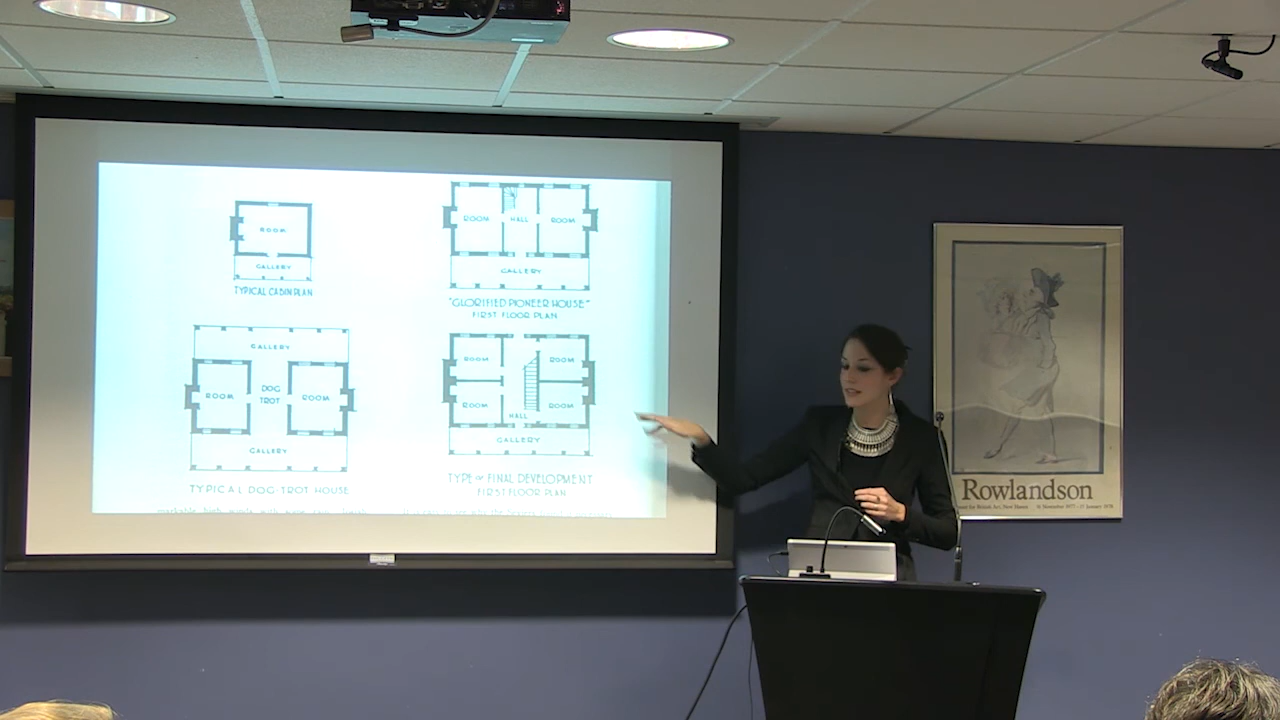 ROOM
GALLERY
TYPICAL CABIN PLAN
ROOM
HALL
ROOM
GALLERY
"GLORIFIED PIONEER HOUSE"
FIRST FLOOR PLAN
GALLERY
ROOM
DOG
TROT
ROOM
GALLERY
TYPICAL DOG TROT HOUSE
ROOM
ROOM
ROOM
ROOM
HALL
GALLERY
TYPE OF FINAL DEVELOPMENT
FIRST FLOOR PLAN
Rowlandson